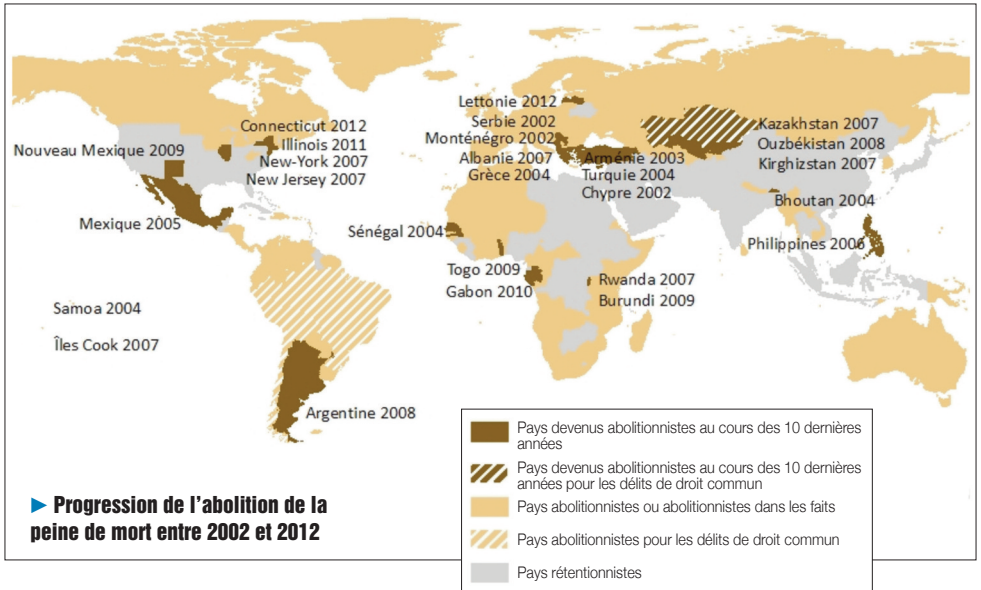 Lettonie 2012
Serbie 2002
Connecticut 2012
Monténégro 2002
Kazakhstan 2007
Illinois 2011
Ouzbékistan 2008
Nouveau Mexique 2009
New-York 2007
Albanie 2007
Arménie 2003
Kirghizstan 2007
New Jersey 2007
Grèce 2004
Turquie 2004
Chypre 2002
Bhoutan 2004
Mexique 2005
Sénégal 2004
Philippines 2006
Togo 2009
Rwanda 2007
Gabon 2010
Burundi 2009
Samoa 2004
Îles Cook 2007
Argentine 2008
Pays devenus abolitionnistes au cours des 10 dernières
années
Pays devenus abolitionnistes au cours des 10 dernières
années pour les délits de droit commun
Pays abolitionnistes ou abolitionnistes dans les faits
Pays abolitionnistes pour les délits de droit commun
Pays rétentionnistes
► Progression de l'abolition de la
peine de mort entre 2002 et 2012